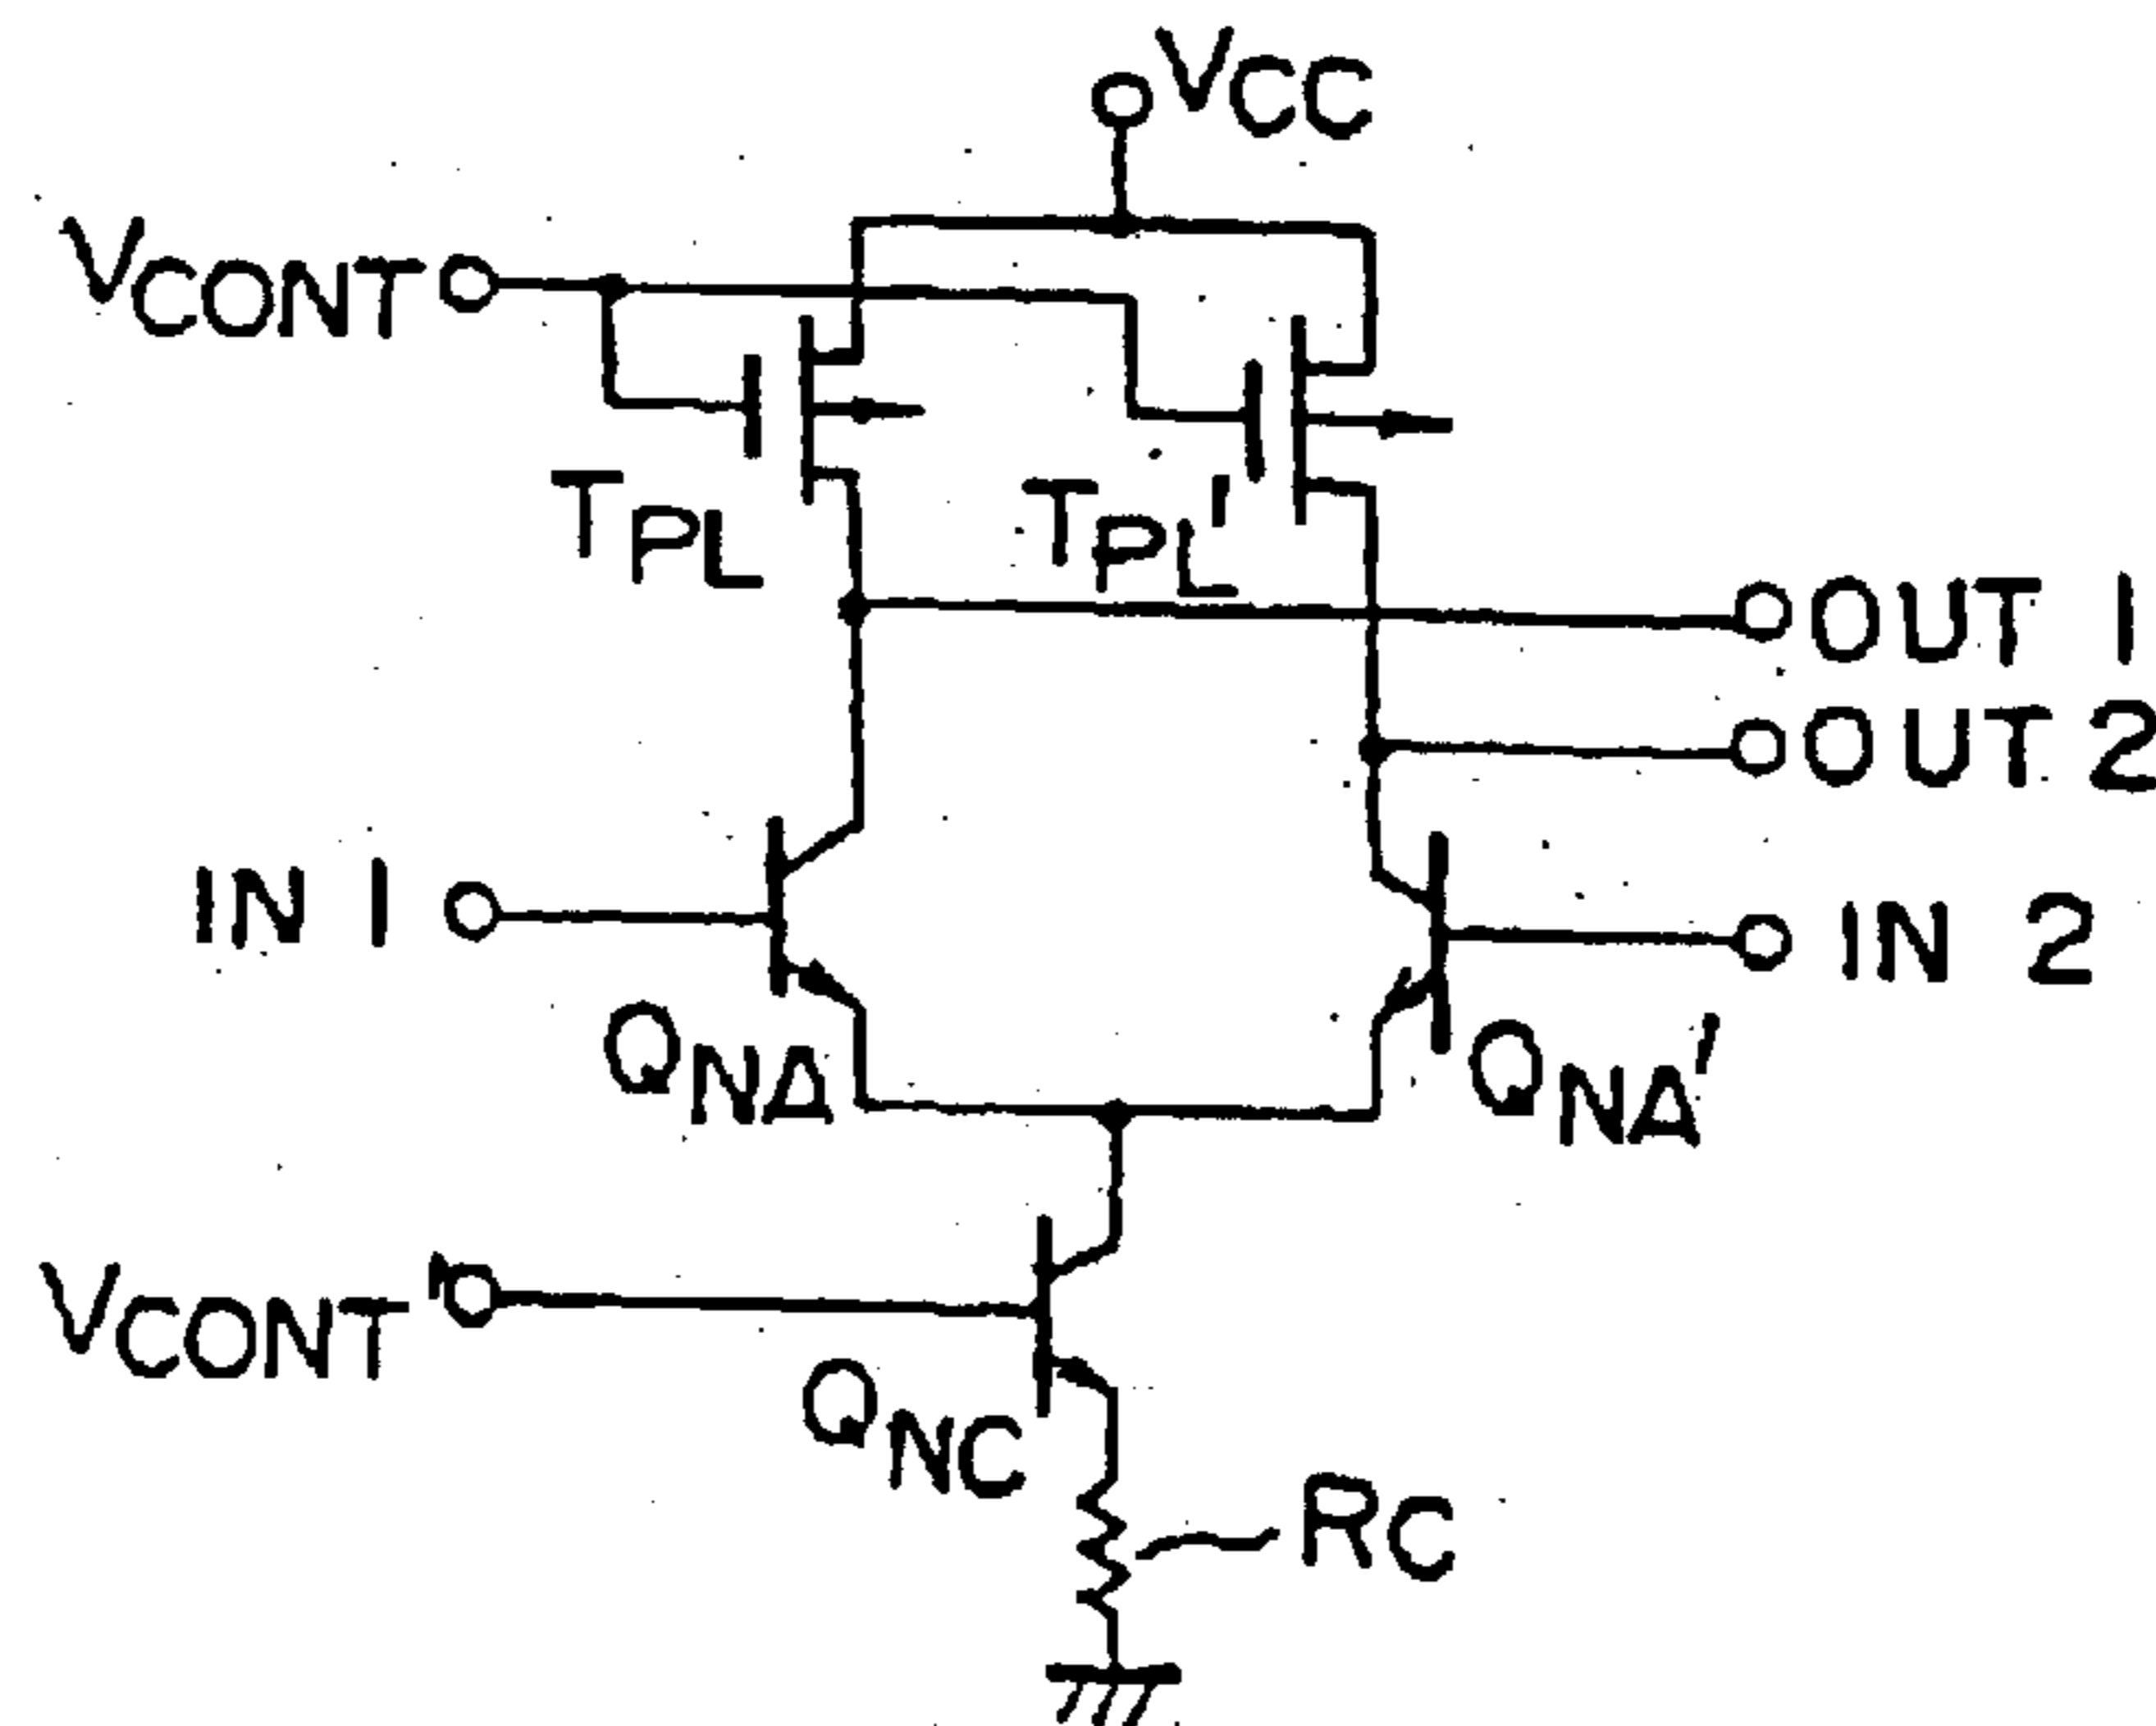 VCC
VCONT
TPL
TPL'
OUT 1
OUT 2
IN 1
IN 2
QNA
QNA'
VCONT'
QNC
RC